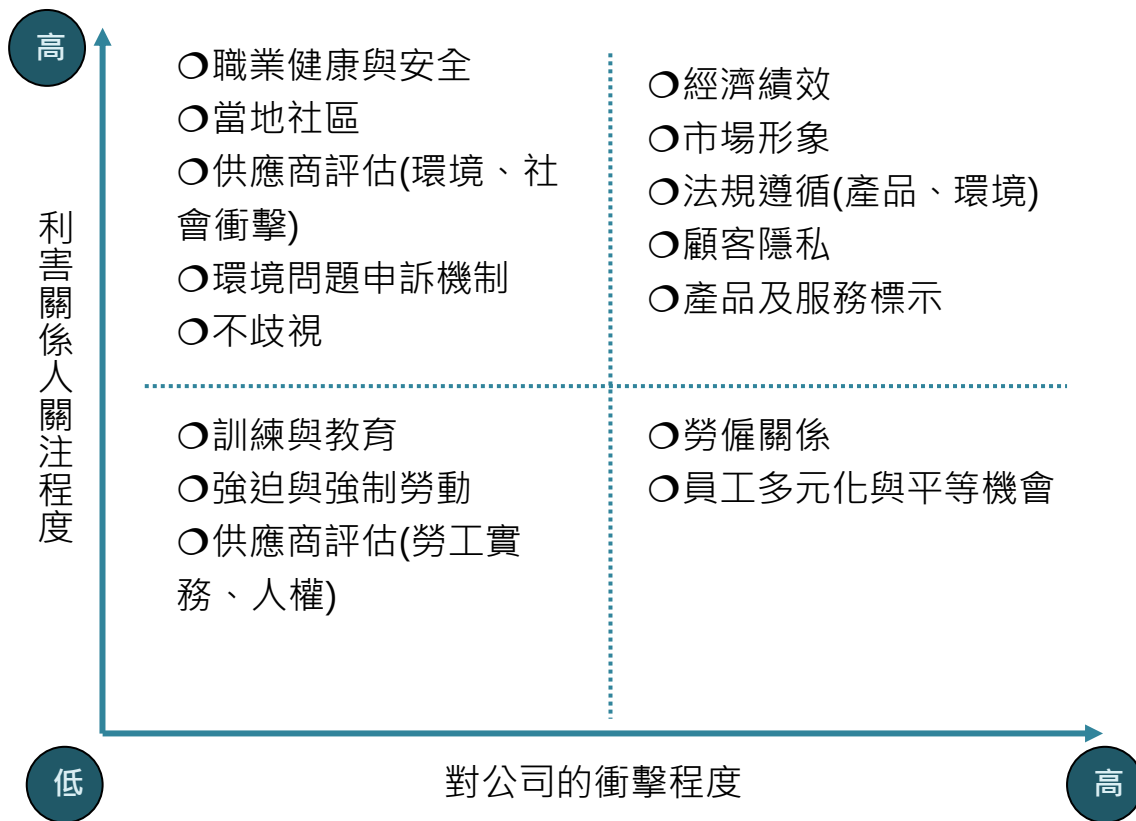 高
利害關係人關注程度
○職業健康與安全
○當地社區
○供應商評估(環境、社
會衝擊)
○環境問題申訴機制
○不歧視
○經濟績效
○市場形象
○法規遵循(產品、環境)
○顧客隱私
○產品及服務標示
○訓練與教育
○強迫與強制勞動
○供應商評估(勞工實
務、人權)
○勞僱關係
○員工多元化與平等機會
低
對公司的衝擊程度
高